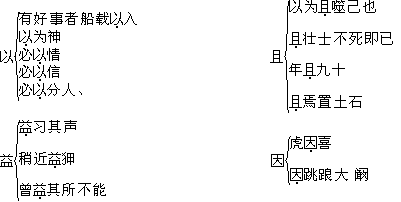 以
有好事者船载以入
以为神
必以情
必以信
必以分人、
且
以为且噬己也
且壮士不死即已
年且九十
且焉置土石
益
益习其声
稍近益狎
曾益其所不能
因
虎因喜
因跳踉大 㘎